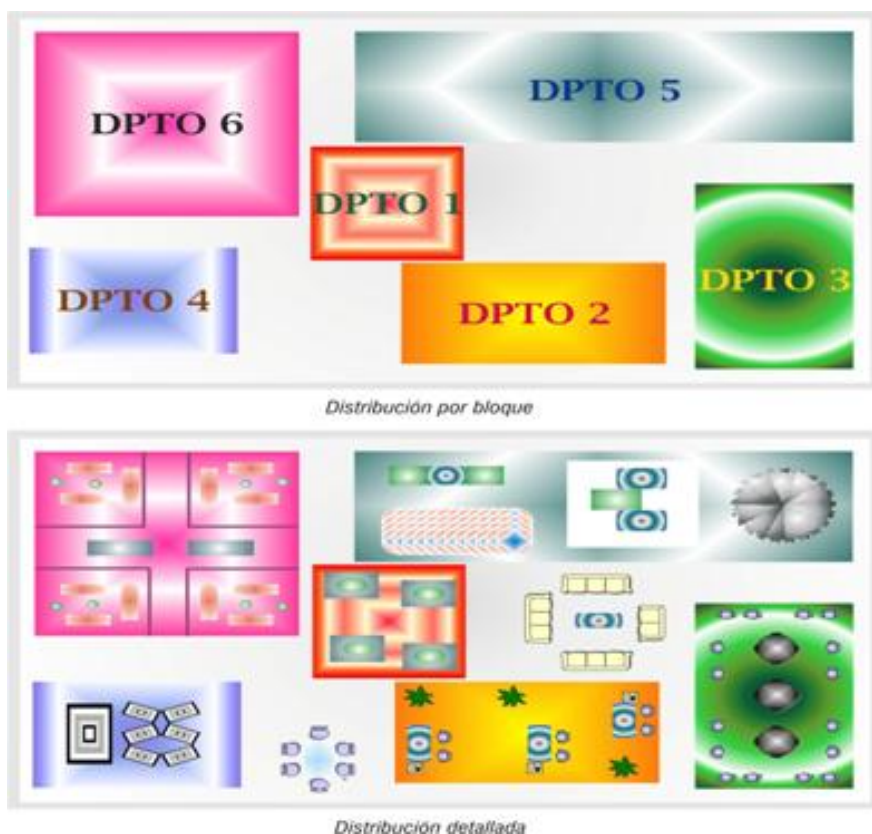 DPTO 6
DPTO 5
DPTO 1
DPTO 4
DPTO 2
DPTO 3
Distribución por bloque
Distribución detallada